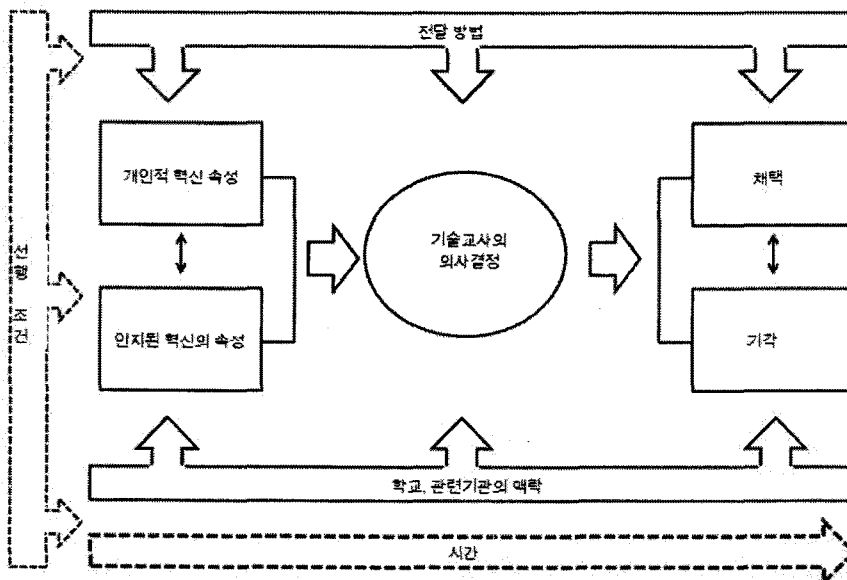 전달 방법
개인적 혁신 속성
채택
기술교사의
의사결정
선행 조건
인지된 혁신의 속성
기각
학교, 관련기관의 맥락
시간